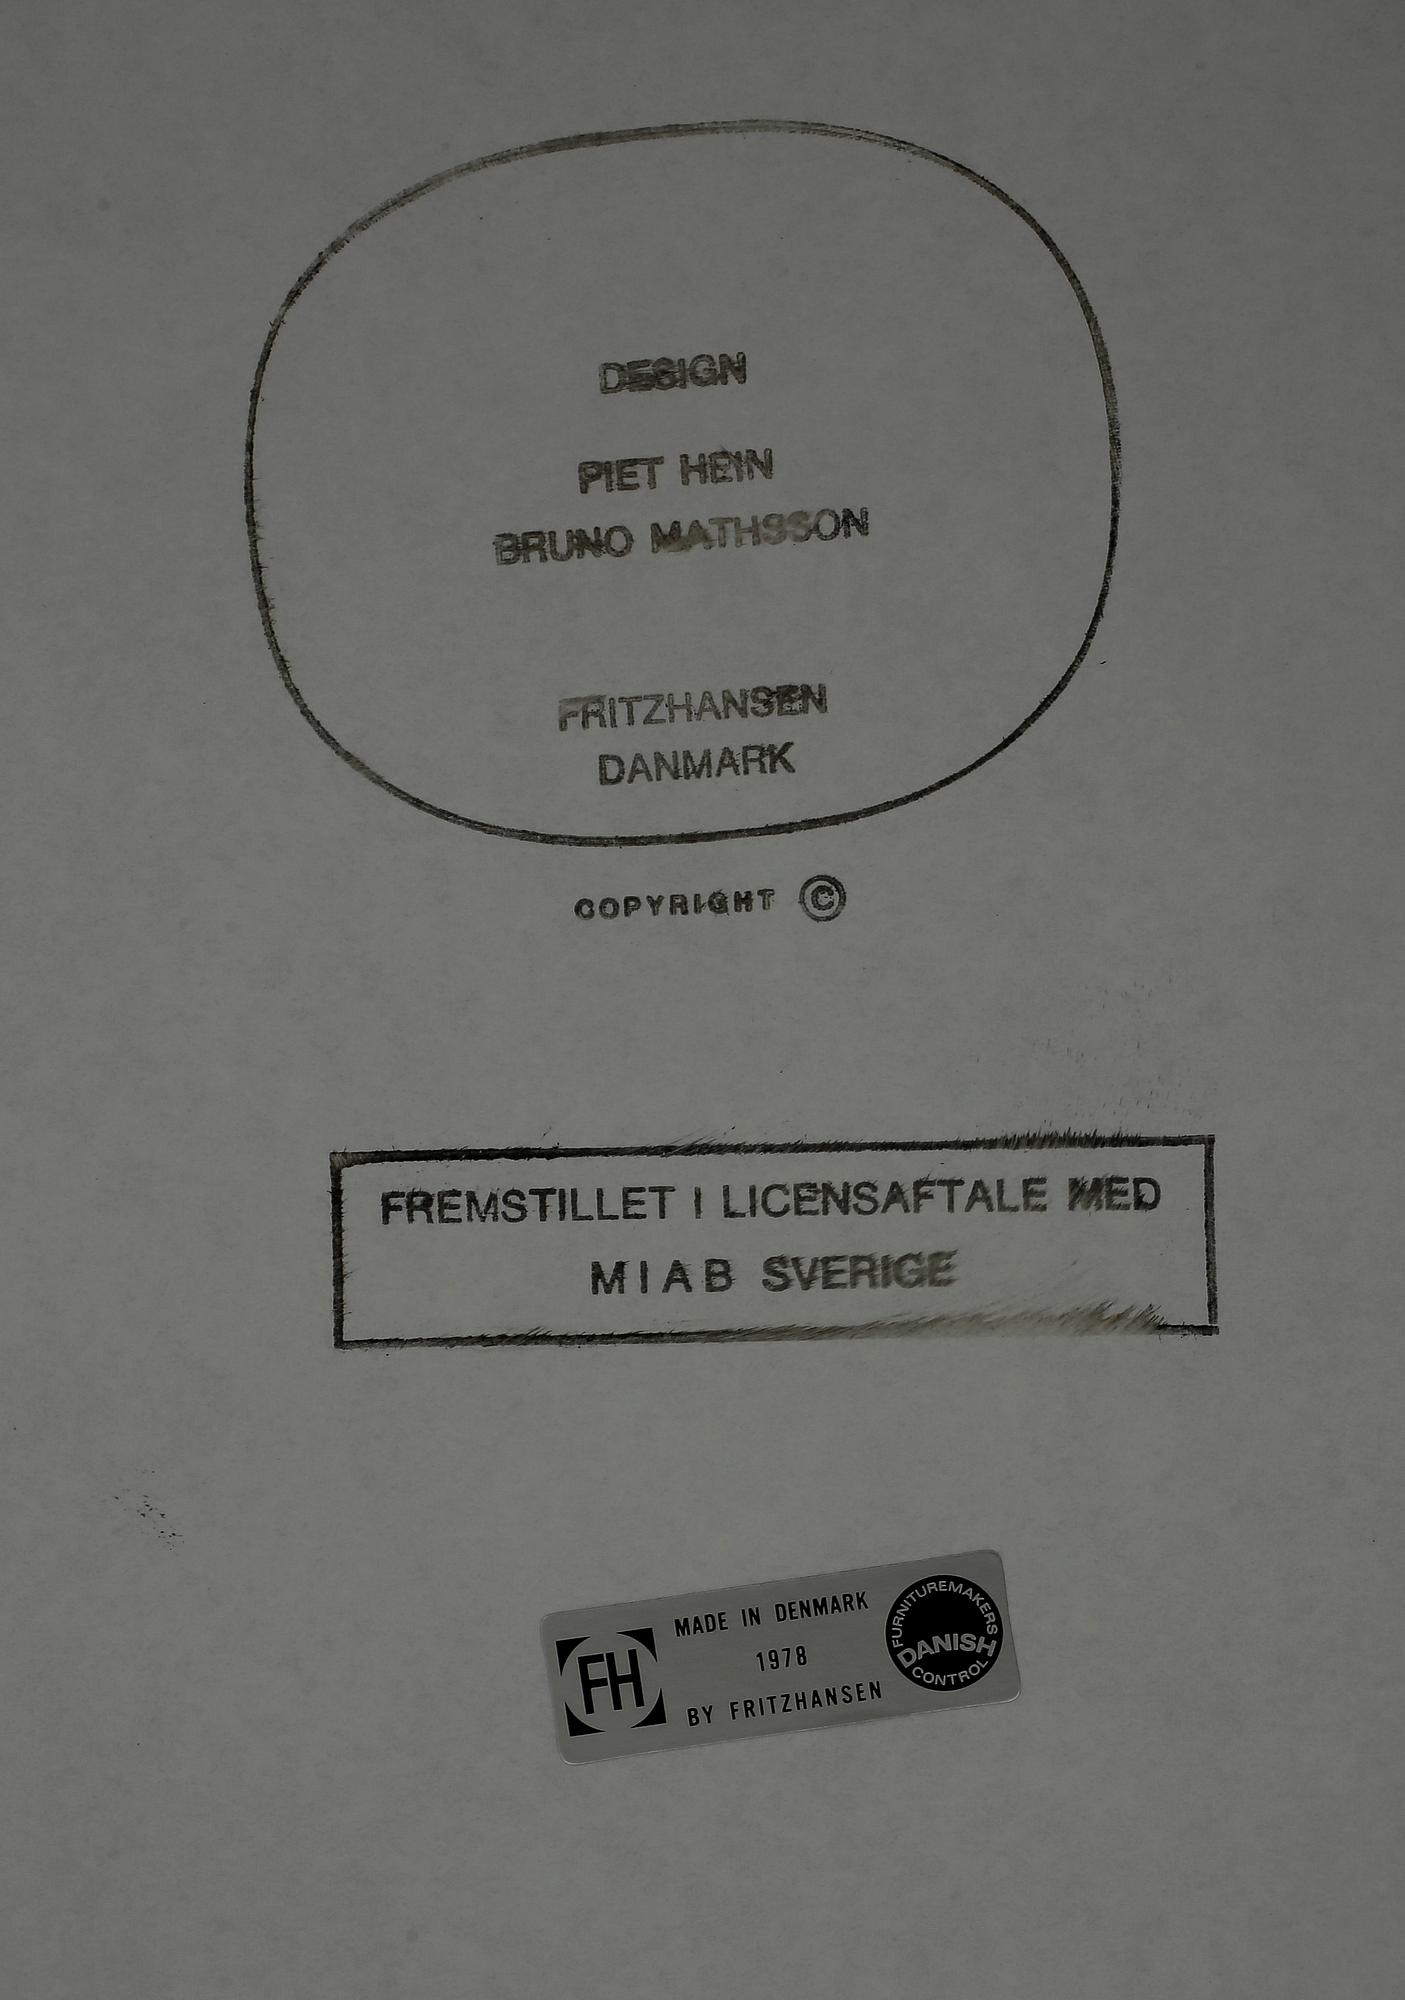 DESIGN
PIET HEIN
BRUNO MATHSSON
FRITZHANSEN
DANMARK
COPYRIGHT ©
FREMSTILLET I LICENSAFTALE MED
MIAB SVERIGE
FH
MADE IN DENMARK
1978
BY FRITZHANSEN
FURNITUREMAKERS
DANISH
CONTROL